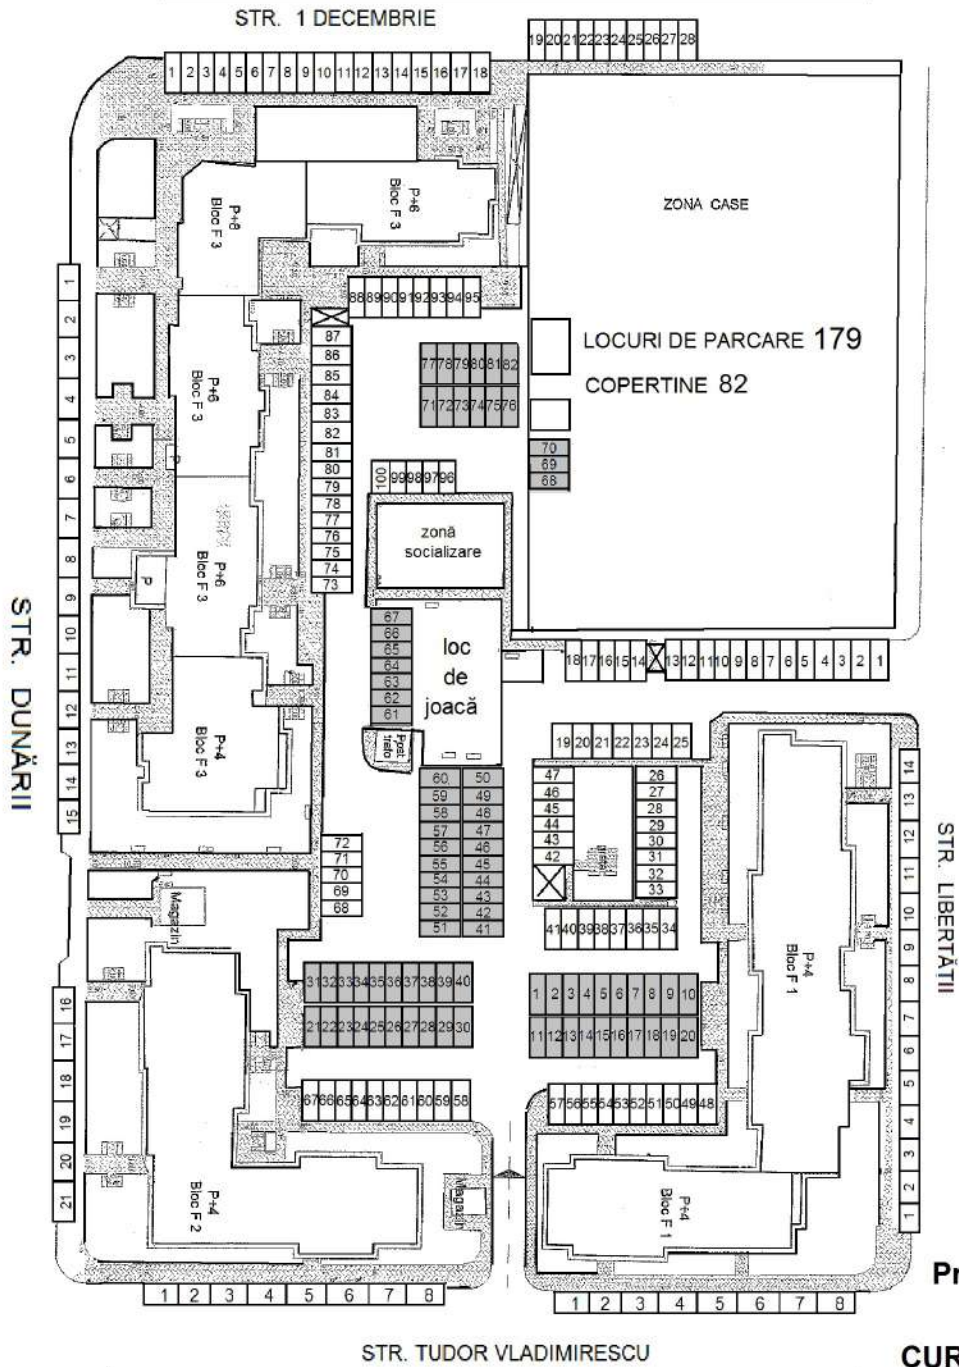 STR. 1 DECEMBRIE
19 20 21 22 23 24 25 26 27 28
1 2 3 4 5 6 7 8 9 10 11 12 13 14 15 16 17 18
P+6
Bloc F 3
P+8
Bloc F 3
ZONA CASE
88 89 90 91 92 93 94 95
LOCURI DE PARCARE 179
COPERTINE 82
77 78 79 80 81 82
71 72 73 74 75 76
70
69
68
87
86
85
84
83
82
81
80
79
78
77
76
75
74
73
P+6
Bloc F 3
P
100 99 98 97 96
zonă
socializare
P+6
Bloc F 3
P
1
2
3
4
5
6
7
8
9
10
11
12
13
14
15
STR. DUNĂRII
67
66
65
64
63
62
61
loc
de
joacă
Post
trafo
18 17 16 15 14 13 12 11 10 9 8 7 6 5 4 3 2 1
P+4
Bloc F 3
19 20 21 22 23 24 25
60 50
59 49
58 48
57 47
56 46
55 45
54 44
53 43
52 42
51 41
47
46
45
44
43
42
26
27
28
29
30
31
32
33
41 40 39 38 37 36 35 34
72
71
70
69
68
Magazin
14
13
12
11
10
9
8
7
6
5
4
3
2
1
STR. LIBERTĂTII
P+4
Bloc F 1
31 32 33 34 35 36 37 38 39 40
21 22 23 24 25 26 27 28 29 30
1 2 3 4 5 6 7 8 9 10
11 12 13 14 15 16 17 18 19 20
67 66 65 64 63 62 61 60 59 58
57 56 55 54 53 52 51 50 49 48
16
17
18
19
20
21
P+4
Bloc F 2
Magazin
P+4
Bloc F 1
Pr
1 2 3 4 5 6 7 8
1 2 3 4 5 6 7 8
STR. TUDOR VLADIMIRESCU
CUR